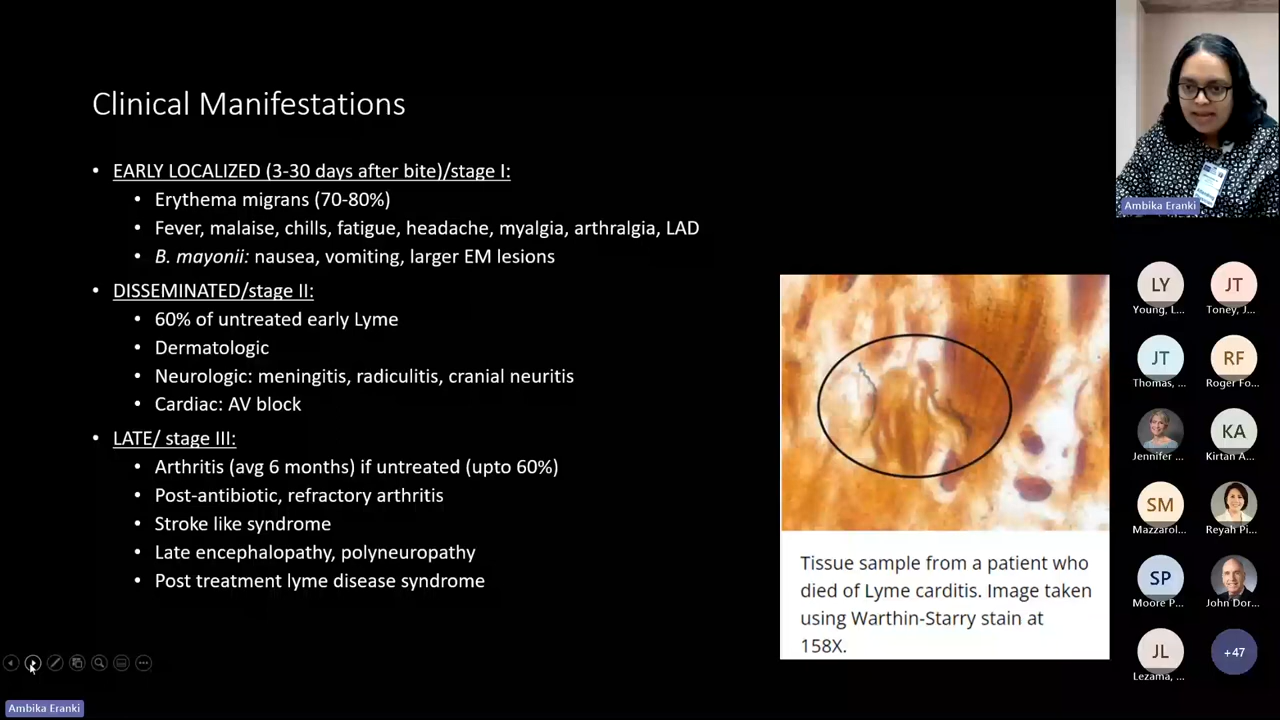 Clinical Manifestations
• EARLY LOCALIZED (3-30 days after bite)/stage I:
• Erythema migrans (70-80%)
• Fever, malaise, chills, fatigue, headache, myalgia, arthralgia, LAD
• B. mayonii: nausea, vomiting, larger EM lesions
• DISSEMINATED/stage II:
• 60% of untreated early Lyme
• Dermatologic
• Neurologic: meningitis, radiculitis, cranial neuritis
• Cardiac: AV block
• LATE/ stage III:
• Arthritis (avg 6 months) if untreated (upto 60%)
• Post-antibiotic, refractory arthritis
• Stroke like syndrome
• Late encephalopathy, polyneuropathy
• Post treatment lyme disease syndrome
Tissue sample from a patient who
died of Lyme carditis. Image taken
using Warthin-Starry stain at
158X.
Ambika Eranki
LY
Young, L...
JT
Toney, J...
JT
Thomas, ...
RF
Roger Fo...
Jennifer ...
KA
Kirtan A...
SM
Mazzarol...
Reyah Pi...
SP
Moore P...
John Dor...
JL
Lezama, ...
+47
Ambika Eranki